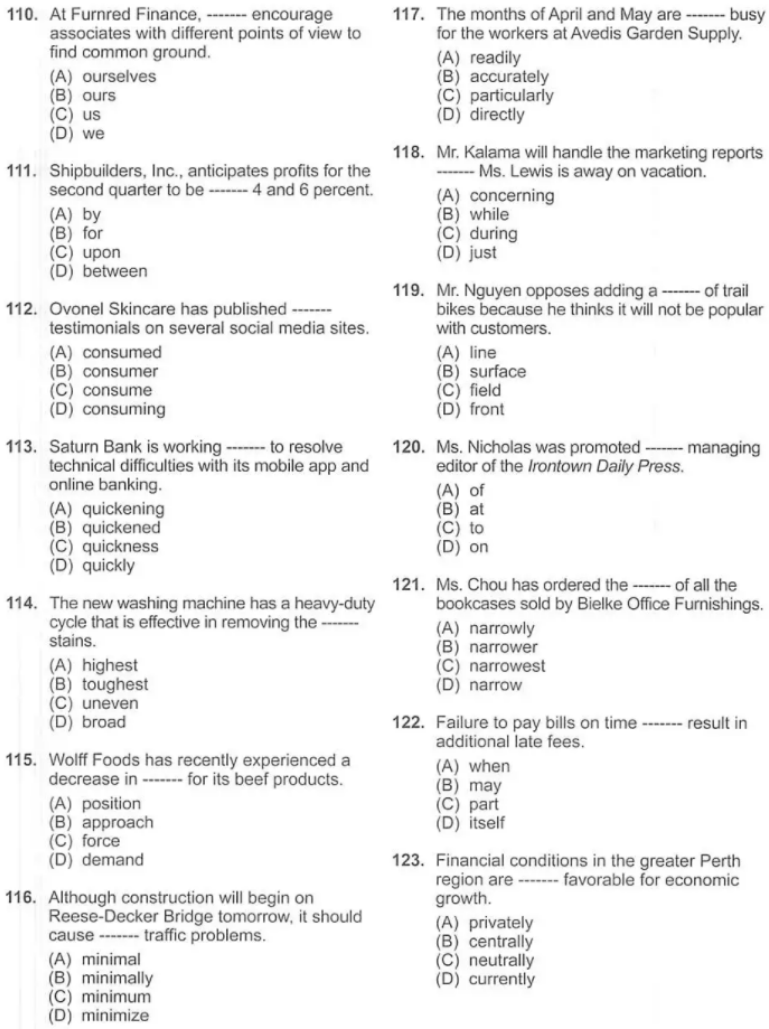 110. At Furnred Finance, ------- encourage
associates with different points of view to
find common ground.
(A) ourselves
(B) ours
(C) us
(D) we
111. Shipbuilders, Inc., anticipates profits for the
second quarter to be ------- 4 and 6 percent.
(A) by
(B) for
(C) upon
(D) between
112. Ovonel Skincare has published -------
testimonials on several social media sites.
(A) consumed
(B) consumer
(C) consume
(D) consuming
113. Saturn Bank is working ------- to resolve
technical difficulties with its mobile app and
online banking.
(A) quickening
(B) quickened
(C) quickness
(D) quickly
114. The new washing machine has a heavy-duty
cycle that is effective in removing the -------
stains.
(A) highest
(B) toughest
(C) uneven
(D) broad
115. Wolff Foods has recently experienced a
decrease in ------- for its beef products.
(A) position
(B) approach
(C) force
(D) demand
116. Although construction will begin on
Reese-Decker Bridge tomorrow, it should
cause ------- traffic problems.
(A) minimal
(B) minimally
(C) minimum
(D) minimize
117. The months of April and May are ------- busy
for the workers at Avedis Garden Supply.
(A) readily
(B) accurately
(C) particularly
(D) directly
118. Mr. Kalama will handle the marketing reports
------- Ms. Lewis is away on vacation.
(A) concerning
(B) while
(C) during
(D) just
119. Mr. Nguyen opposes adding a ------- of trail
bikes because he thinks it will not be popular
with customers.
(A) line
(B) surface
(C) field
(D) front
120. Ms. Nicholas was promoted ------- managing
editor of the Irontown Daily Press.
(A) of
(B) at
(C) to
(D) on
121. Ms. Chou has ordered the ------- of all the
bookcases sold by Bielke Office Furnishings.
(A) narrowly
(B) narrower
(C) narrowest
(D) narrow
122. Failure to pay bills on time ------- result in
additional late fees.
(A) when
(B) may
(C) part
(D) itself
123. Financial conditions in the greater Perth
region are ------- favorable for economic
growth.
(A) privately
(B) centrally
(C) neutrally
(D) currently